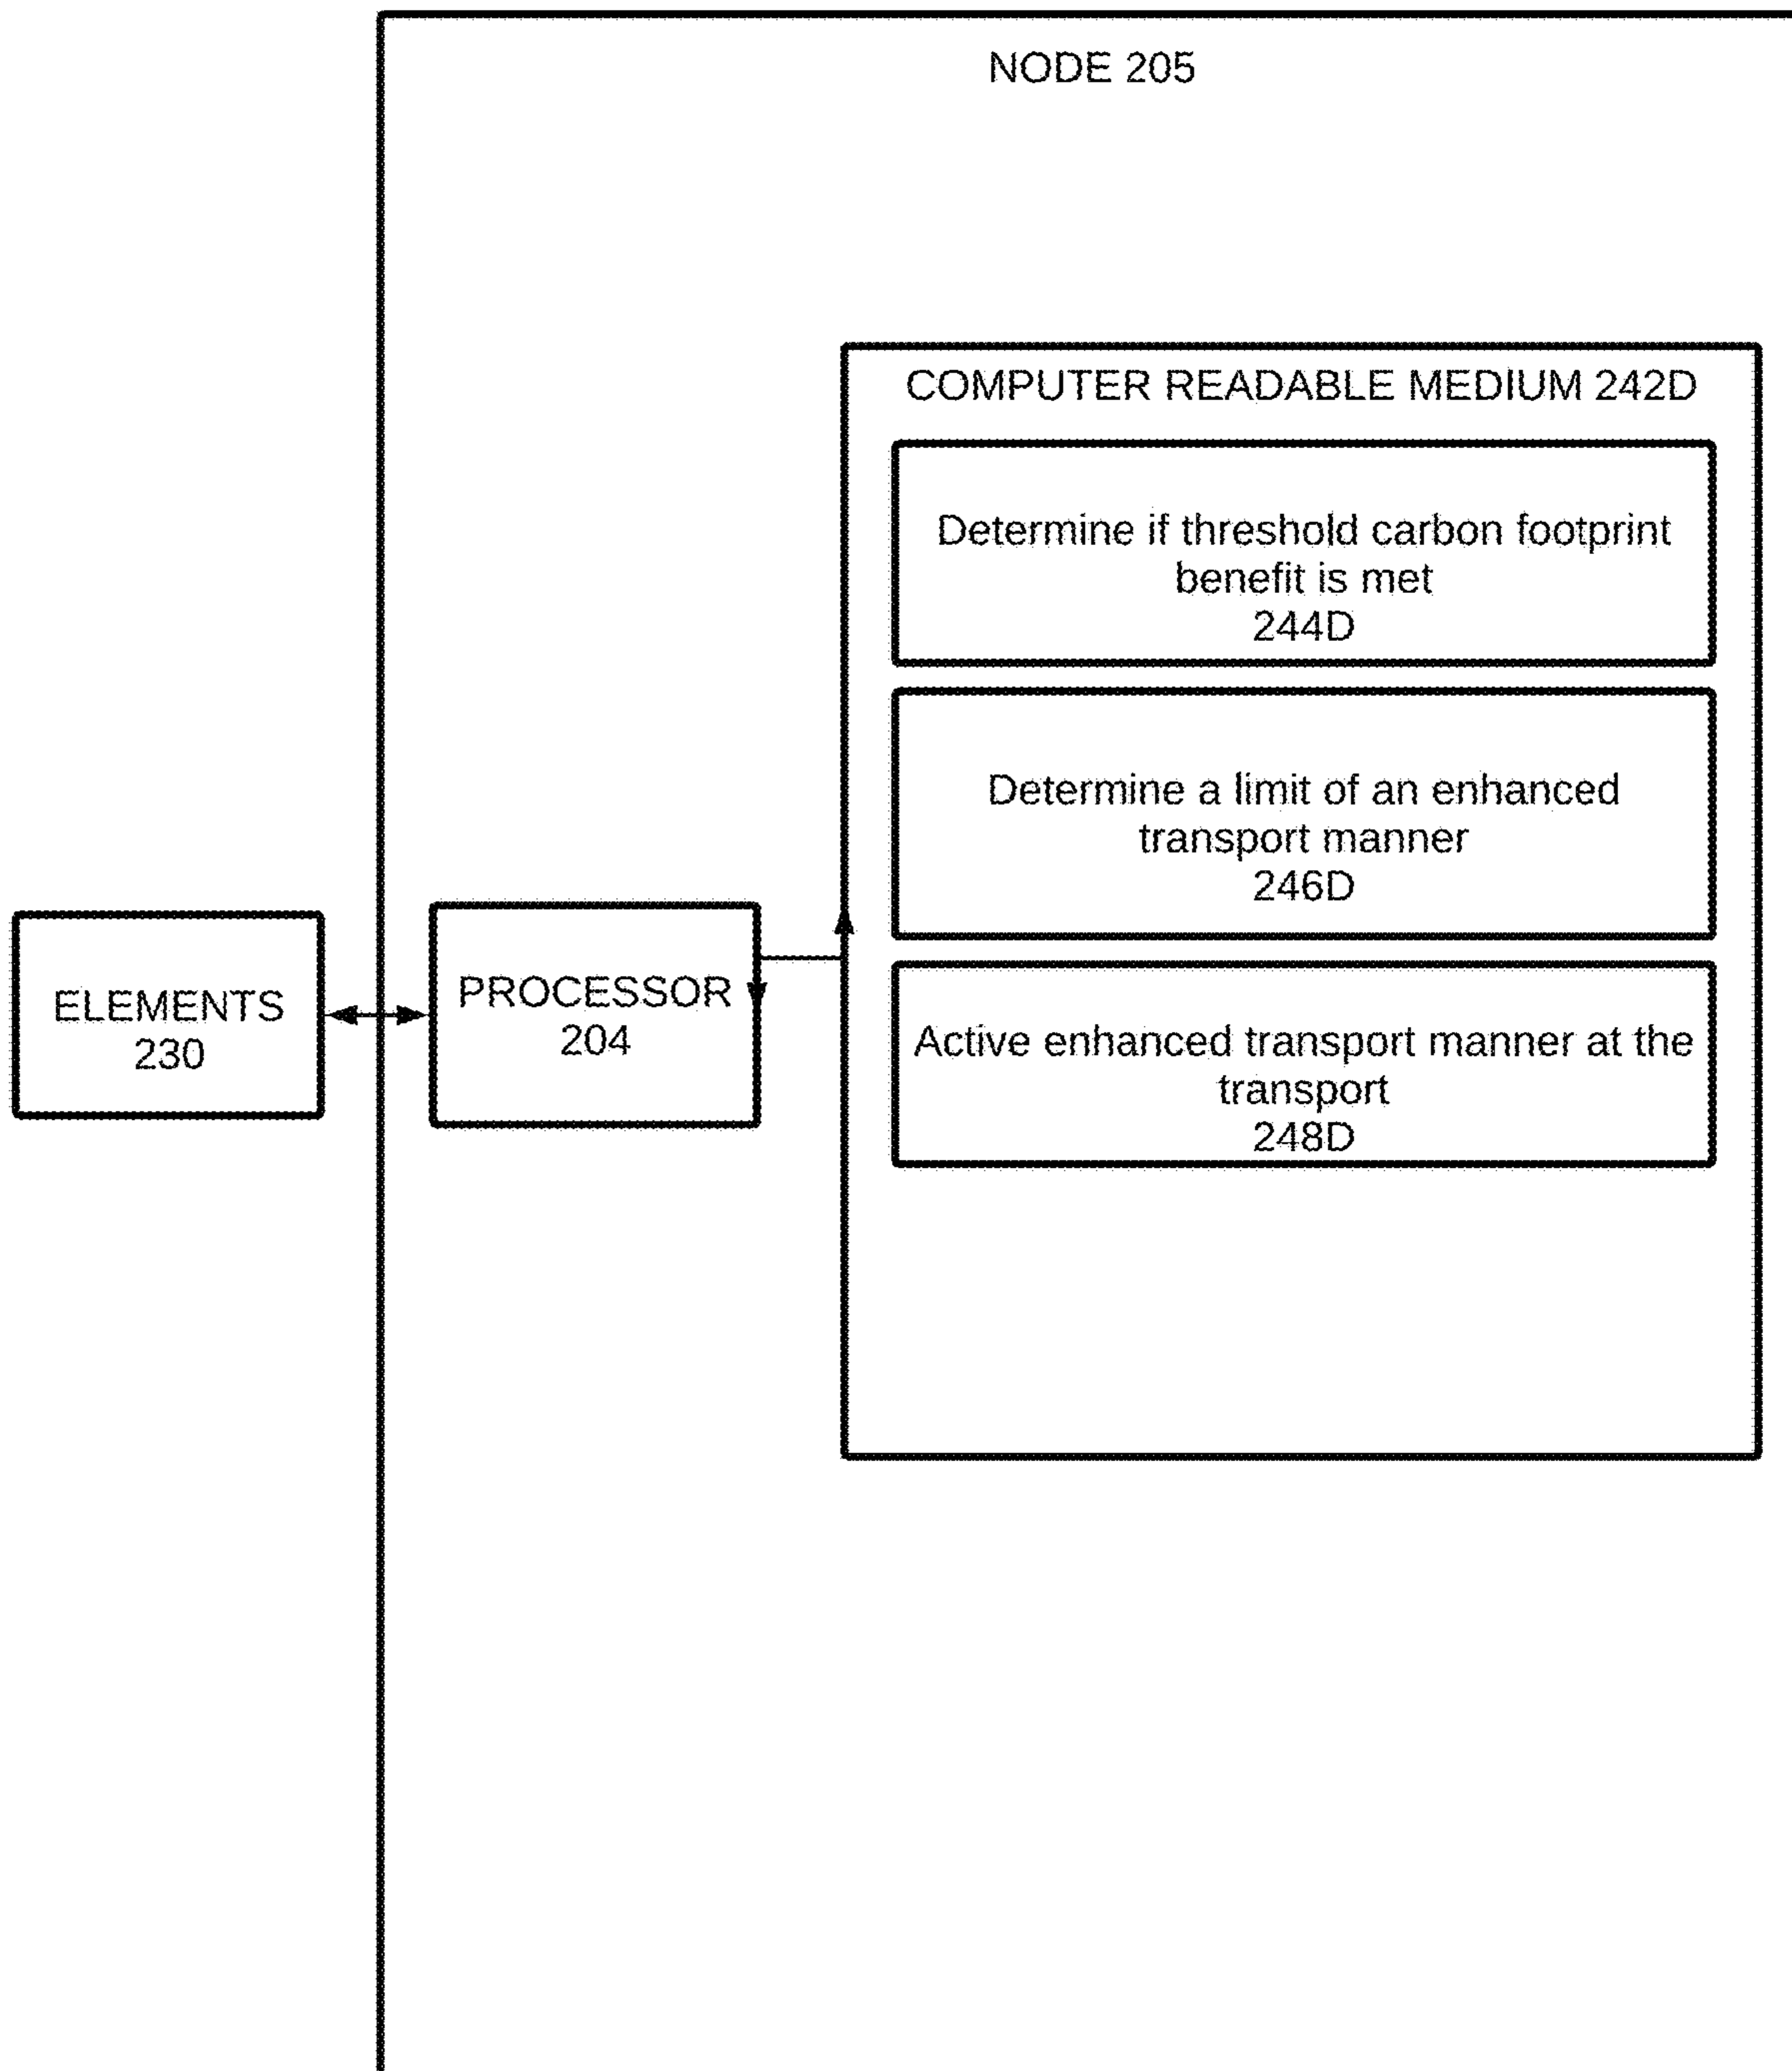 NODE 205
COMPUTER READABLE MEDIUM 242D
Determine if threshold carbon footprint
benefit is met
244D
Determine a limit of an enhanced
transport manner
246D
ELEMENTS
230
PROCESSOR
204
Active enhanced transport manner at the
transport
248D